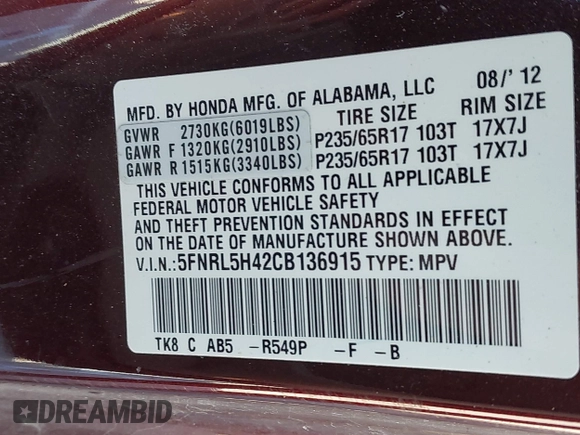 MFD. BY HONDA MFG. OF ALABAMA, LLC 08/' 12
TIRE SIZE RIM SIZE
GVWR 2730KG(6019LBS)
GAWR F 1320KG(2910LBS) P235/65R17 103T 17X7J
GAWR R 1515KG(3340LBS) P235/65R17 103T 17X7J
THIS VEHICLE CONFORMS TO ALL APPLICABLE
FEDERAL MOTOR VEHICLE SAFETY
AND THEFT PREVENTION STANDARDS IN EFFECT
ON THE DATE OF MANUFACTURE SHOWN ABOVE.
V.I.N.: 5FNRL5H42CB136915 TYPE: MPV
TK8 C AB5 -R549P -F -B
DREAMBID